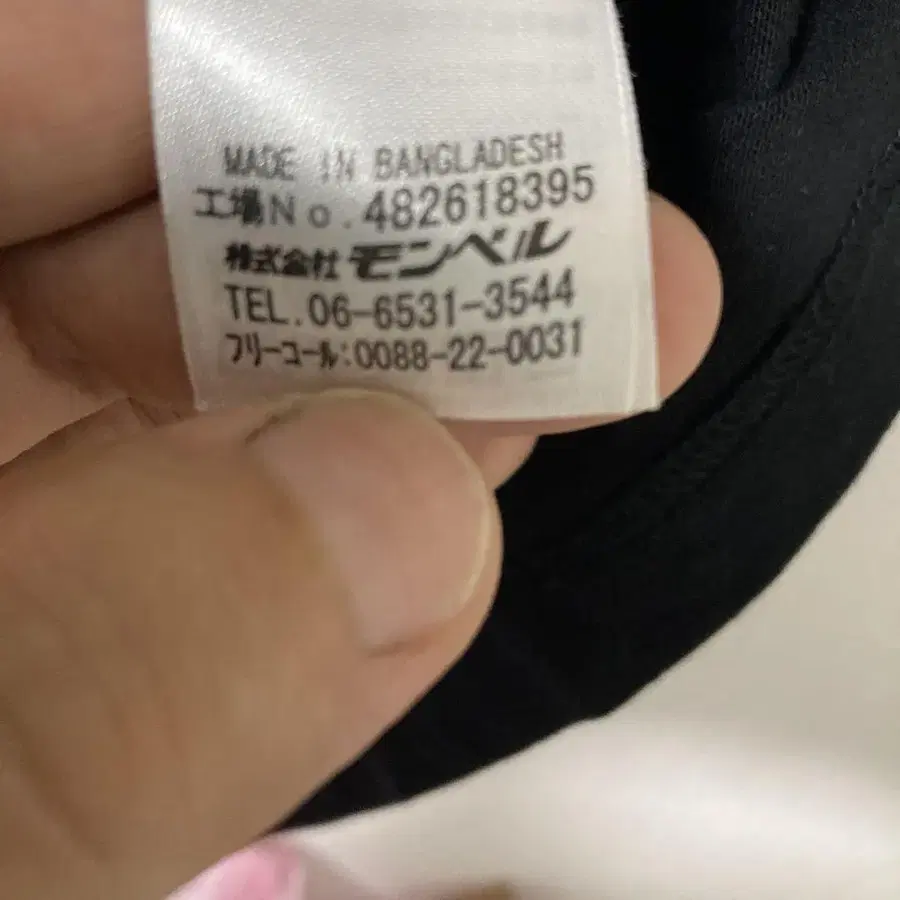 MADE IN BANGLADESH
工場No.482618395
株式会社モンベル
TEL.06-6531-3544
フリーコール:0088-22-0031